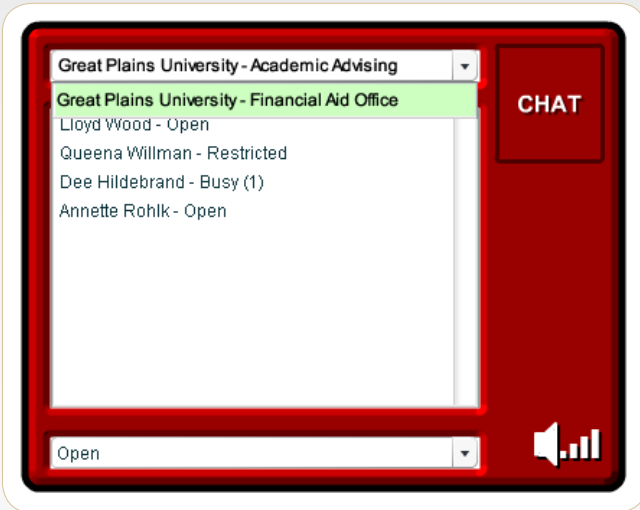 Great Plains University - Academic Advising
Great Plains University - Financial Aid Office
CHAT
Lloyd Wood - Open
Queena Willman - Restricted
Dee Hildebrand - Busy (1)
Annette Rohlk - Open
Open